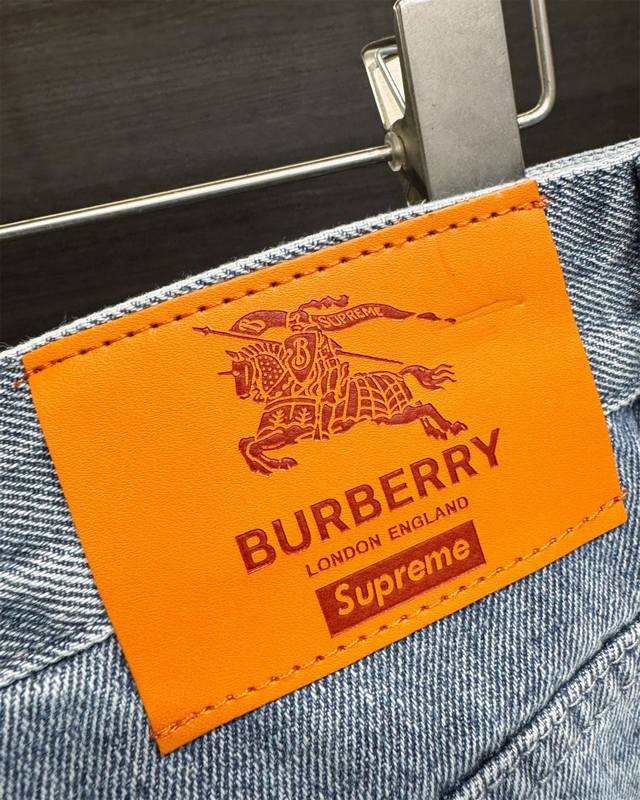 B SUPREME
B
BURBERRY
LONDON ENGLAND
Supreme